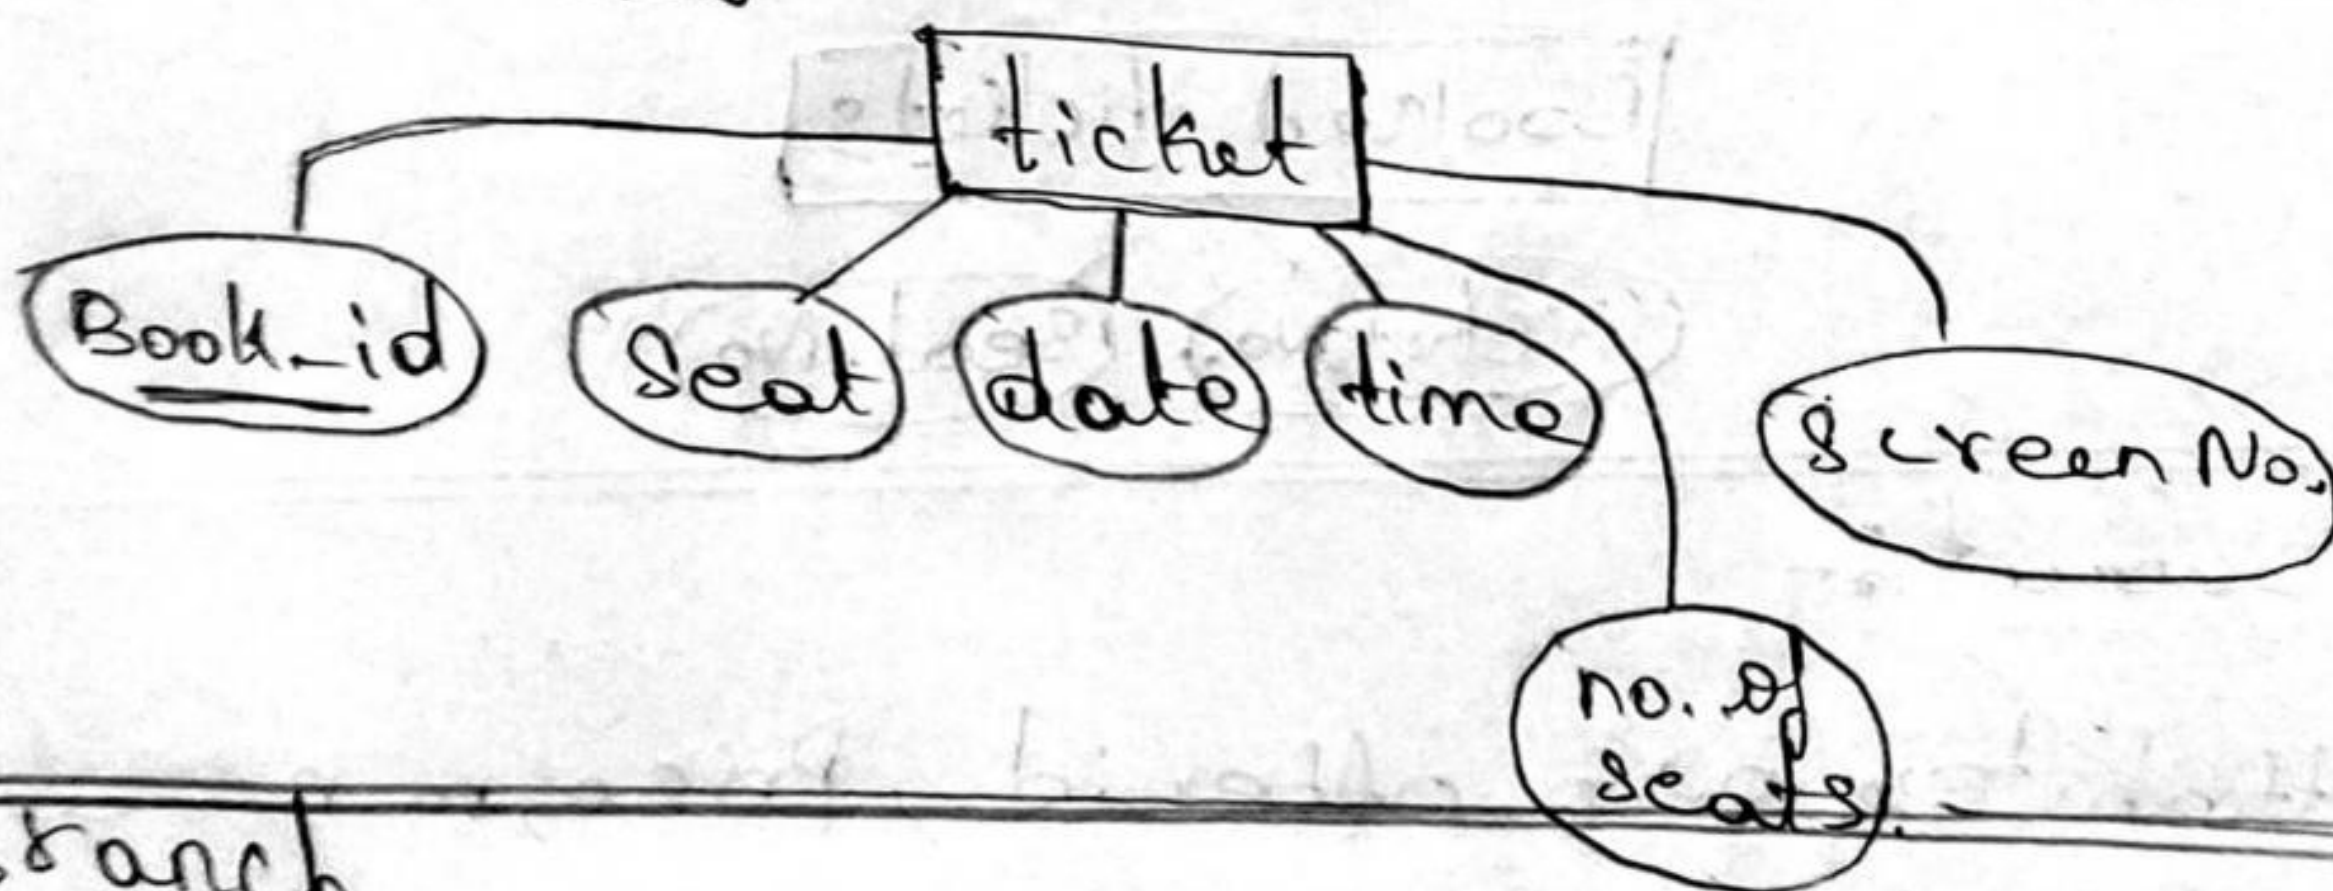 ticket
Book_id
Seat
date
time
Screen No.
no. of
seats.